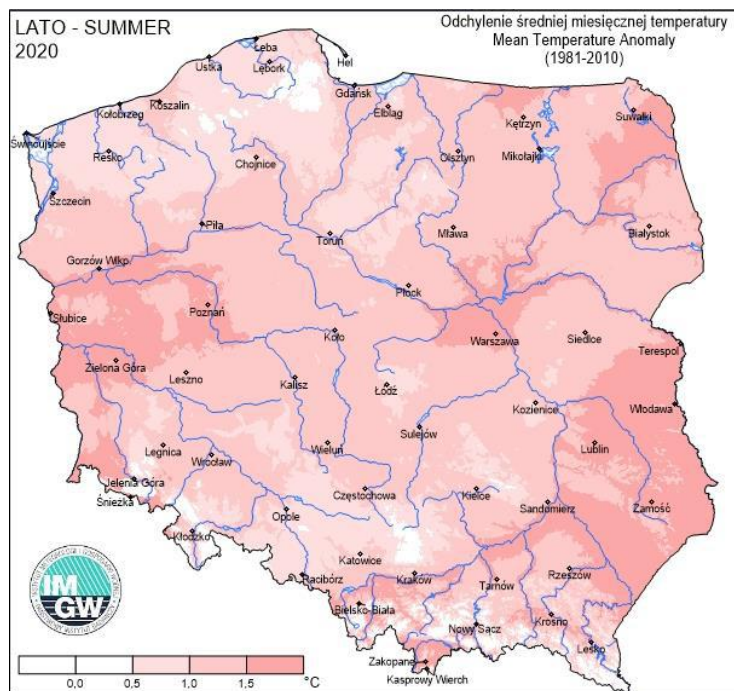 LATO - SUMMER
2020
Odchylenie średniej miesięcznej temperatury
Mean Temperature Anomaly
(1981-2010)
Łeba
Ustka
Lębork
Hel
Gdańsk
Kołobrzeg
Koszalin
Elbląg
Kętrzyn
Suwałki
Świnoujście
Resko
Chojnice
Olsztyn
Mikołajki
Szczecin
Piła
Toruń
Mława
Białystok
Gorzów Wlkp.
Płock
Słubice
Poznań
Koło
Warszawa
Siedlce
Terespol
Zielona Góra
Leszno
Kalisz
Łódź
Kozienice
Włodawa
Legnica
Wrocław
Wieluń
Sulejów
Lublin
Jelenia Góra
Śnieżka
Częstochowa
Kielce
Sandomierz
Zamość
Opole
Kłodzko
Katowice
Racibórz
Kraków
Tarnów
Rzeszów
Bielsko-Biała
Nowy Sącz
Krosno
Lesko
Zakopane
Kasprowy Wierch
IM
GW
0,0 0,5 1,0 1,5 °C